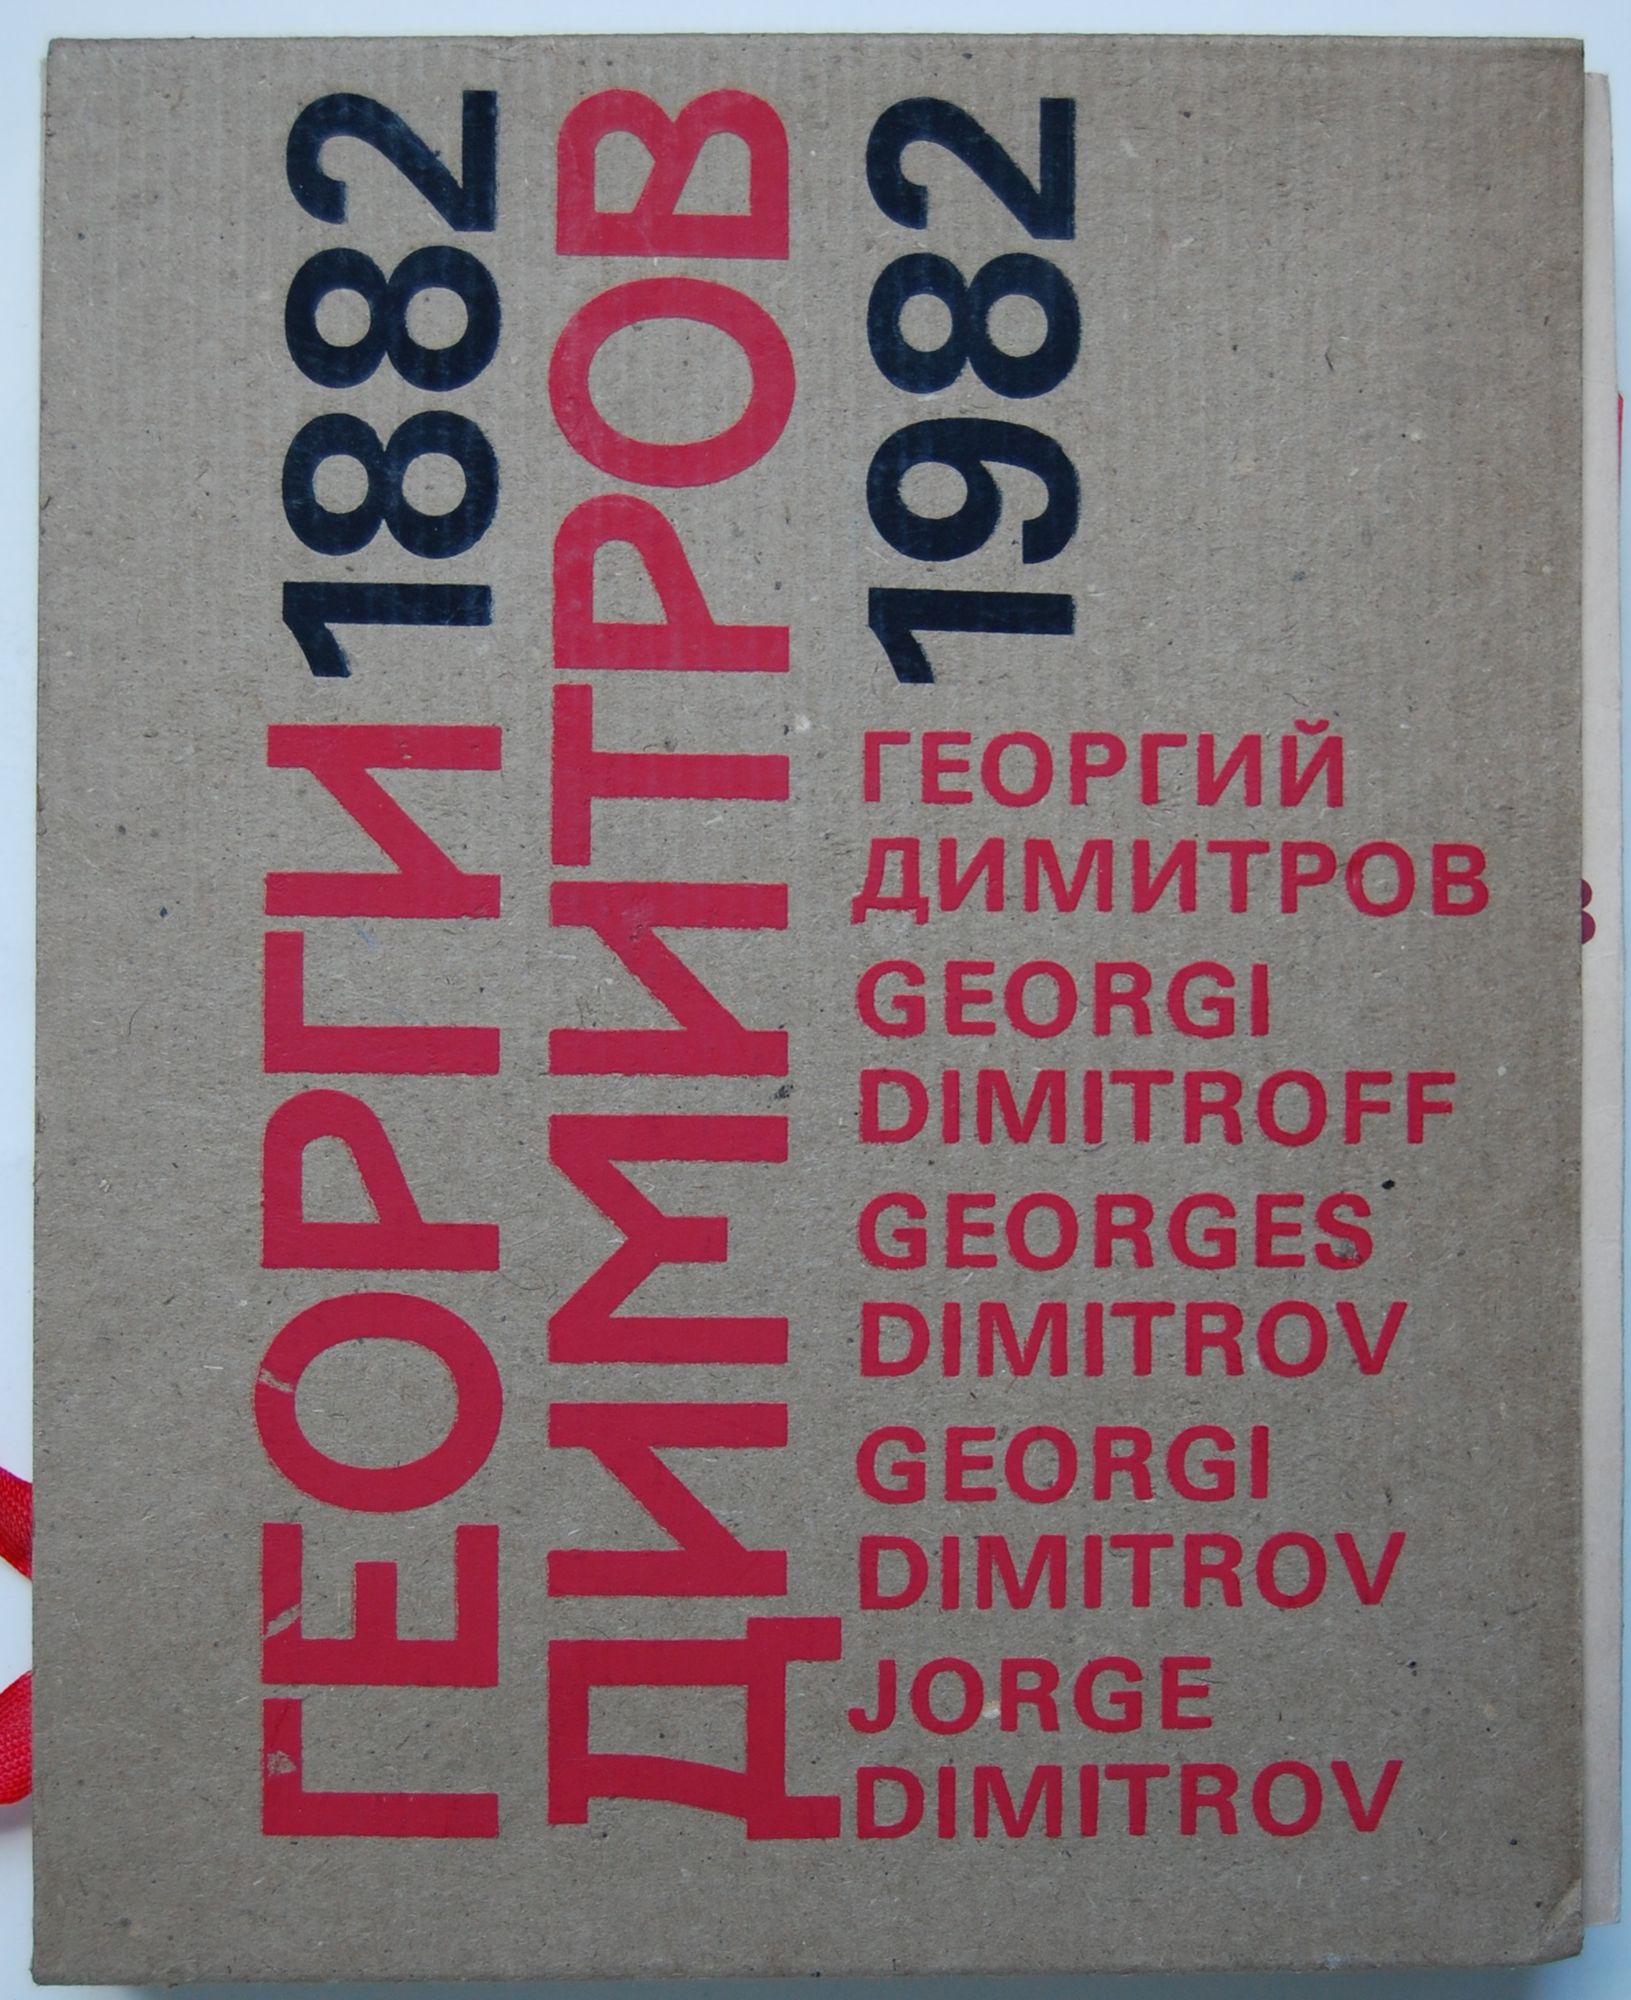 ГЕОРГИ 1882
ДИМИТРОВ
1982
ГЕОРГИЙ
ДИМИТРОВ
GEORGI
DIMITROFF
GEORGES
DIMITROV
GEORGI
DIMITROV
JORGE
DIMITROV